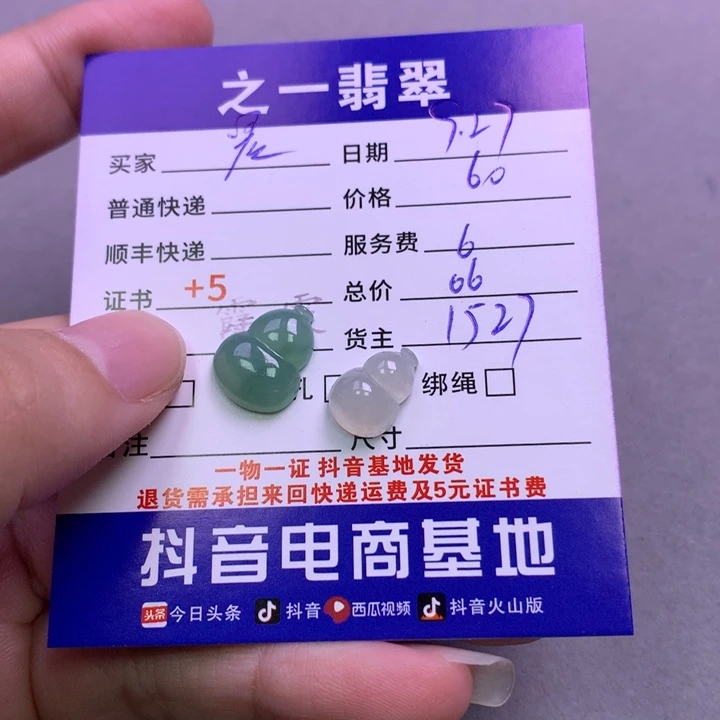 之一翡翠
买家 日期 5.27
普通快递 价格 60
顺丰快递 服务费 6
证书 +5 总价 66
货主 1527
孔 绑绳
注 尺寸
一物一证 抖音基地发货
退货需承担来回快递运费及5元证书费
抖音电商基地
头条 今日头条 抖音 西瓜视频 抖音火山版